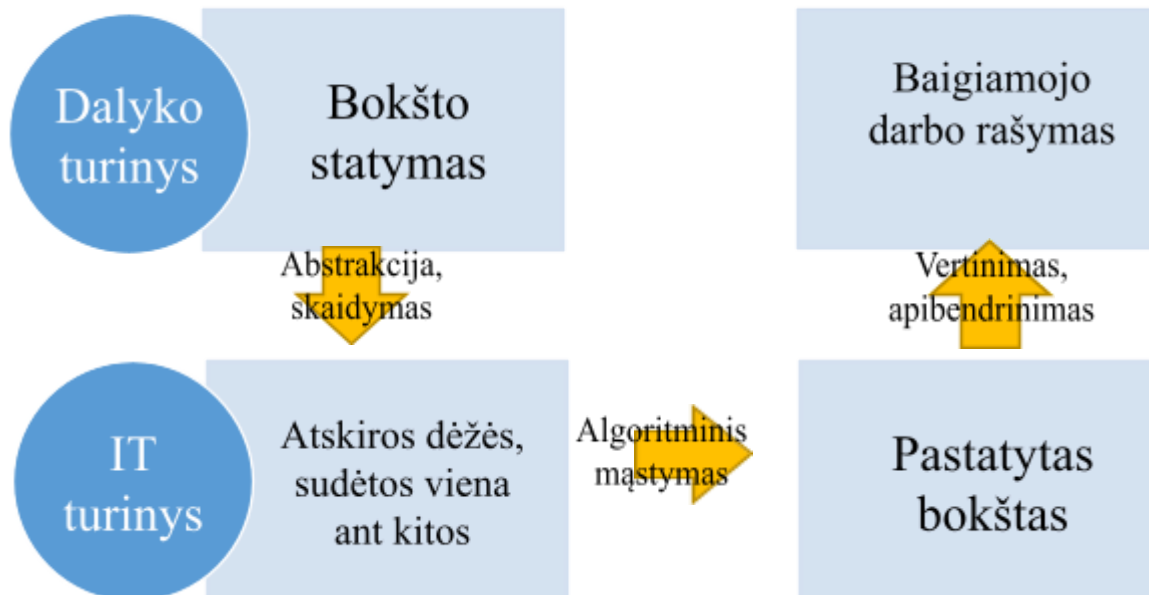 Dalyko
turinys
Bokšto
statymas
Baigiamojo
darbo rašymas
Abstrakcija,
skaidymas
Vertinimas,
apibendrinimas
IT
turinys
Atskiros dėžės,
sudėtos viena
ant kitos
Algoritminis
mąstymas
Pastatytas
bokštas